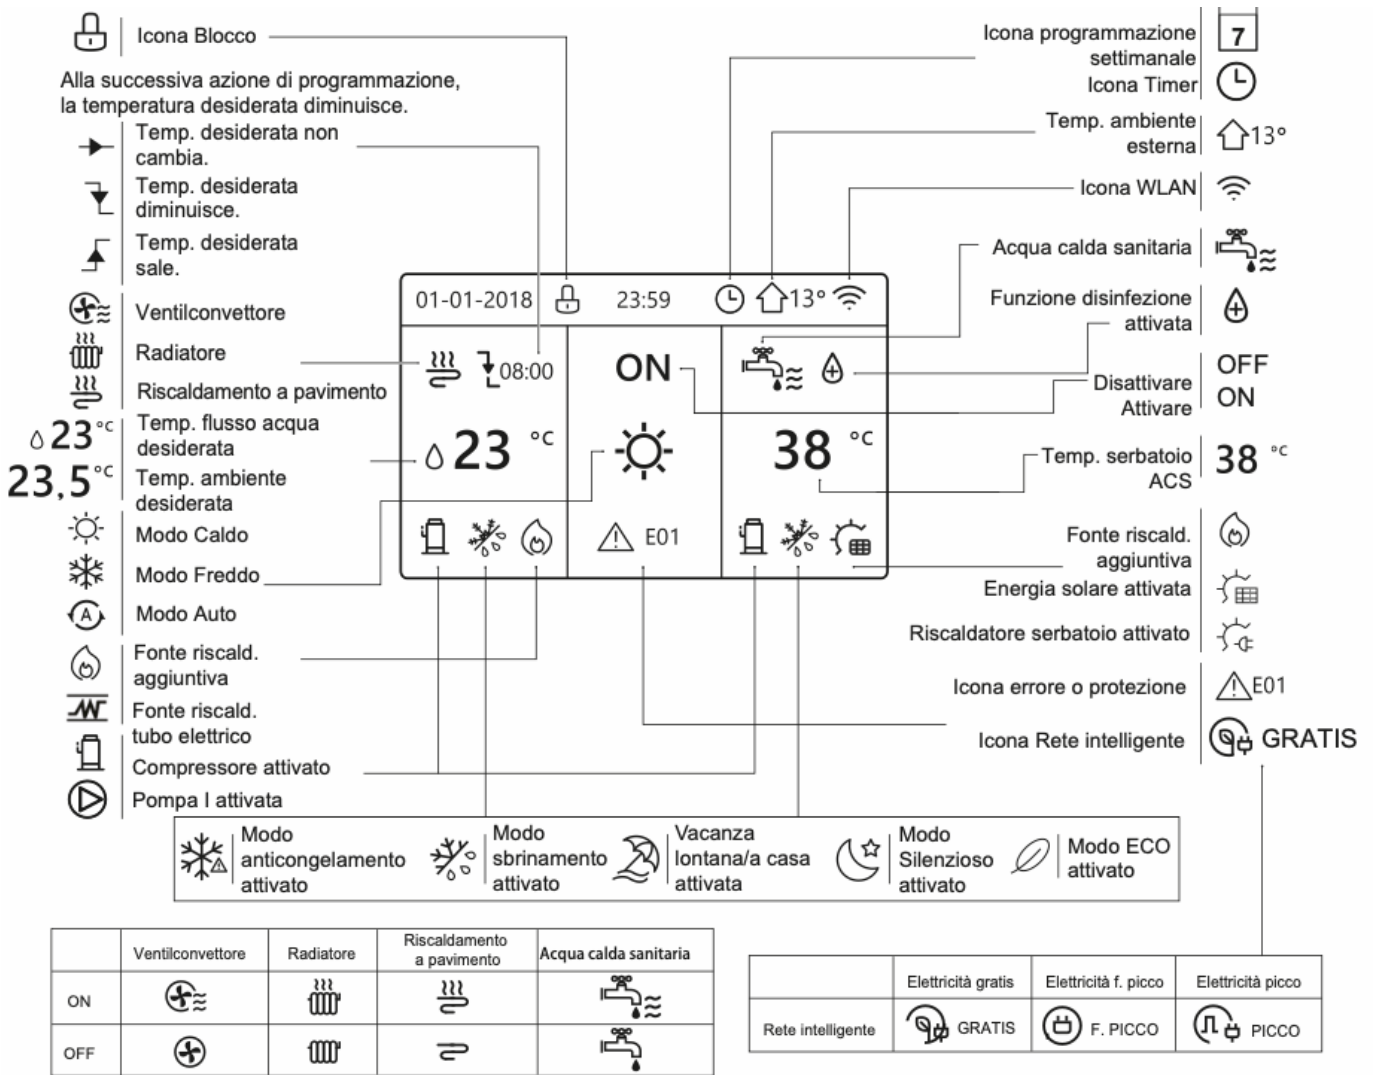 Icona Blocco
Alla successiva azione di programmazione,
la temperatura desiderata diminuisce.
Temp. desiderata non
cambia.
Temp. desiderata
diminuisce.
Temp. desiderata
sale.
Ventilconvettore
Radiatore
Riscaldamento a pavimento
23 °C
Temp. flusso acqua
desiderata
23,5 °C
Temp. ambiente
desiderata
Modo Caldo
Modo Freddo
A
Modo Auto
Fonte riscald.
aggiuntiva
Fonte riscald.
tubo elettrico
Compressore attivato
Pompa I attivata
01-01-2018
23:59
13°
08:00
ON
23 °C
38 °C
E01
Icona programmazione
settimanale
7
Icona Timer
Temp. ambiente
esterna
13°
Icona WLAN
Acqua calda sanitaria
Funzione disinfezione
attivata
Disattivare
OFF
Attivare
ON
Temp. serbatoio
ACS
38 °C
Fonte riscald.
aggiuntiva
Energia solare attivata
Riscaldatore serbatoio attivato
Icona errore o protezione
E01
Icona Rete intelligente
GRATIS
Modo
anticongelamento
attivato
Modo
sbrinamento
attivato
Vacanza
lontana/a casa
attivata
Modo
Silenzioso
attivato
Modo ECO
attivato
Ventilconvettore
Radiatore
Riscaldamento
a pavimento
Acqua calda sanitaria
ON
OFF
Elettricità gratis
Elettricità f. picco
Elettricità picco
Rete intelligente
GRATIS
F. PICCO
PICCO